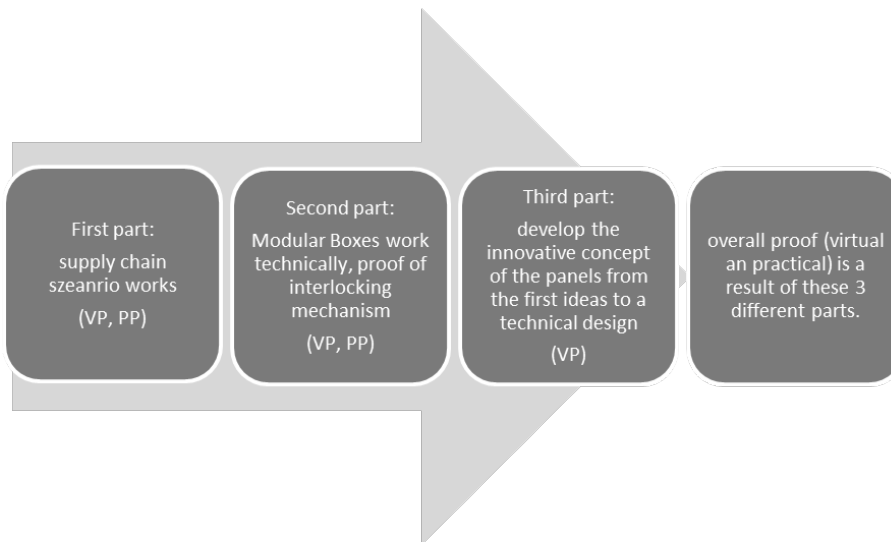 First part:
supply chain
szeanrio works
(VP, PP)
Second part:
Modular Boxes work
technically, proof of
interlocking
mechanism
(VP, PP)
Third part:
develop the
innovative concept
of the panels from
the first ideas to a
technical design
(VP)
overall proof (virtual
an practical) is a
result of these 3
different parts.